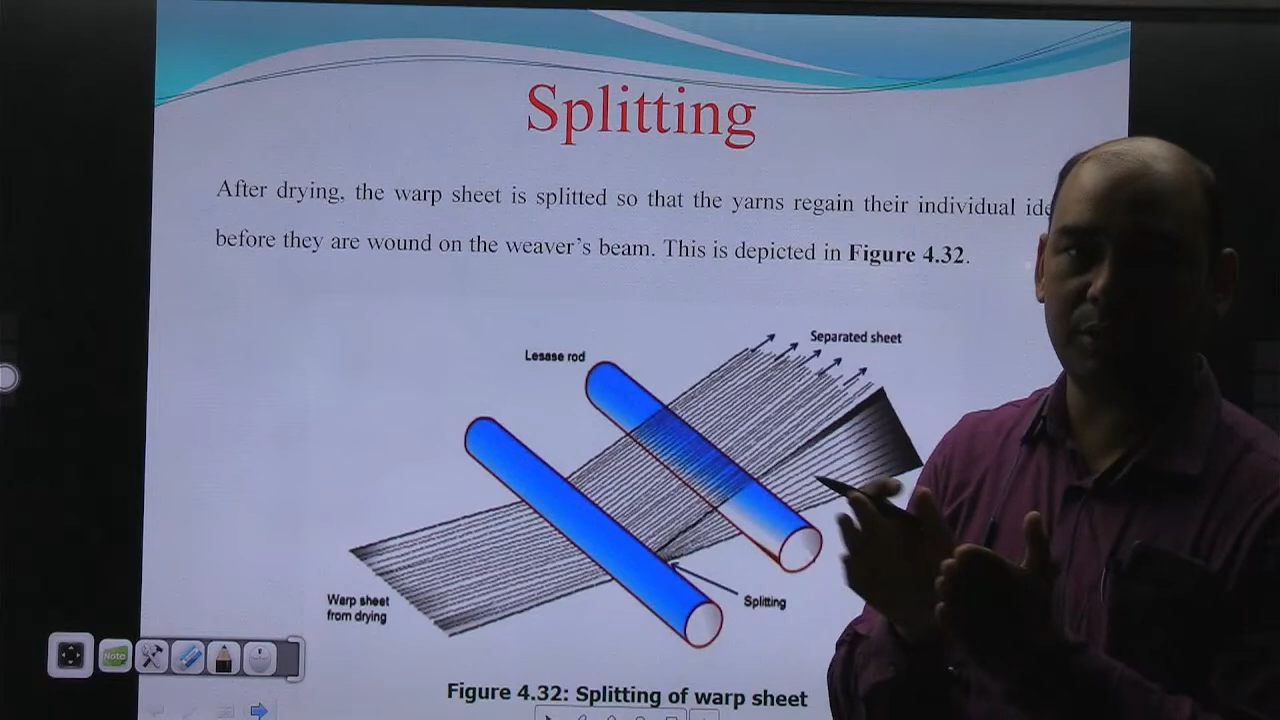 Splitting
After drying, the warp sheet is splitted so that the yarns regain their individual
before they are wound on the weaver's beam. This is depicted in Figure 4.32.
Separated sheet
Lesase rod
Warp sheet
from drying
Splitting
Note
Figure 4.32: Splitting of warp sheet